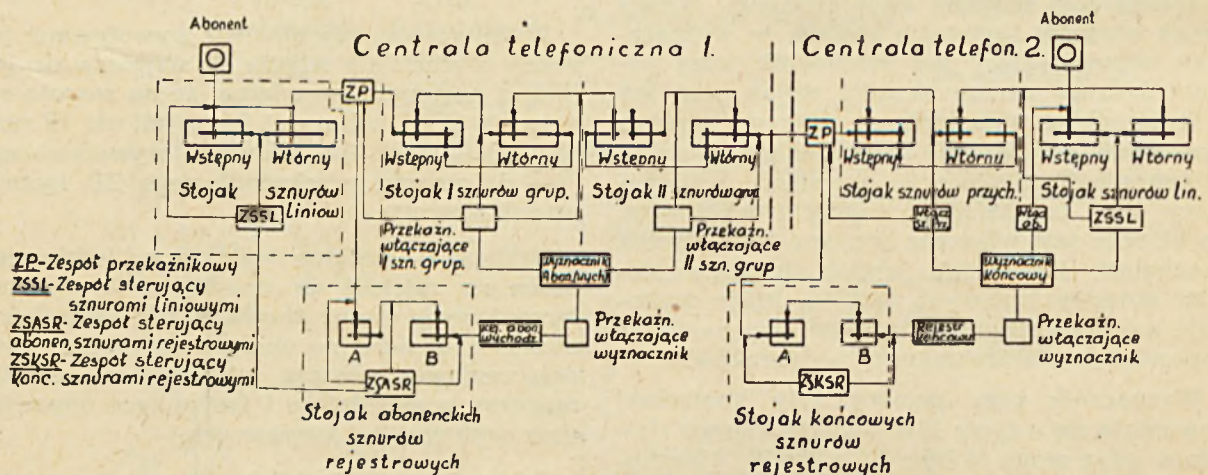 Abonent
Centrala telefoniczna 1.
Centrala telefon. 2.
Abonent
ZP
ZP
Wstępny
Wtórny
Wstępny
Wtórny
Wstępny
Wtórny
Wstępny
Wtórny
Wstępny
Wtórny
Stojak sznurów
liniow
Stojak I sznurów grup.
Stojak II sznurów grup
Stojak sznurów przych.
Stojak sznurów lin.
ZSSL
ZSSL
Przekaźn.
włączające
I szn. grup.
Przekaźn.
włączające
II szn. grup
Wyznacznik
Wyznacznik
Końcowy
ZP-Zespół przekaźnikowy
ZSSL-Zespół sterujący
sznurami liniowymi
ZSASR- Zespół sterujący
abonen, sznurami rejestrowymi
ZSKSR- Zespół sterujący
końc. sznurami rejestrowymi
A
B
ZSASR
wychodz.
Przekaźn.
włączające
wyznacznik
A
B
ZSKSR
Rejestr
Przekaźn.
włączające
wyznacznik
Stojak abonenckich
sznurów
rejestrowych
Stojak końcowych
sznurów
rejestrowych